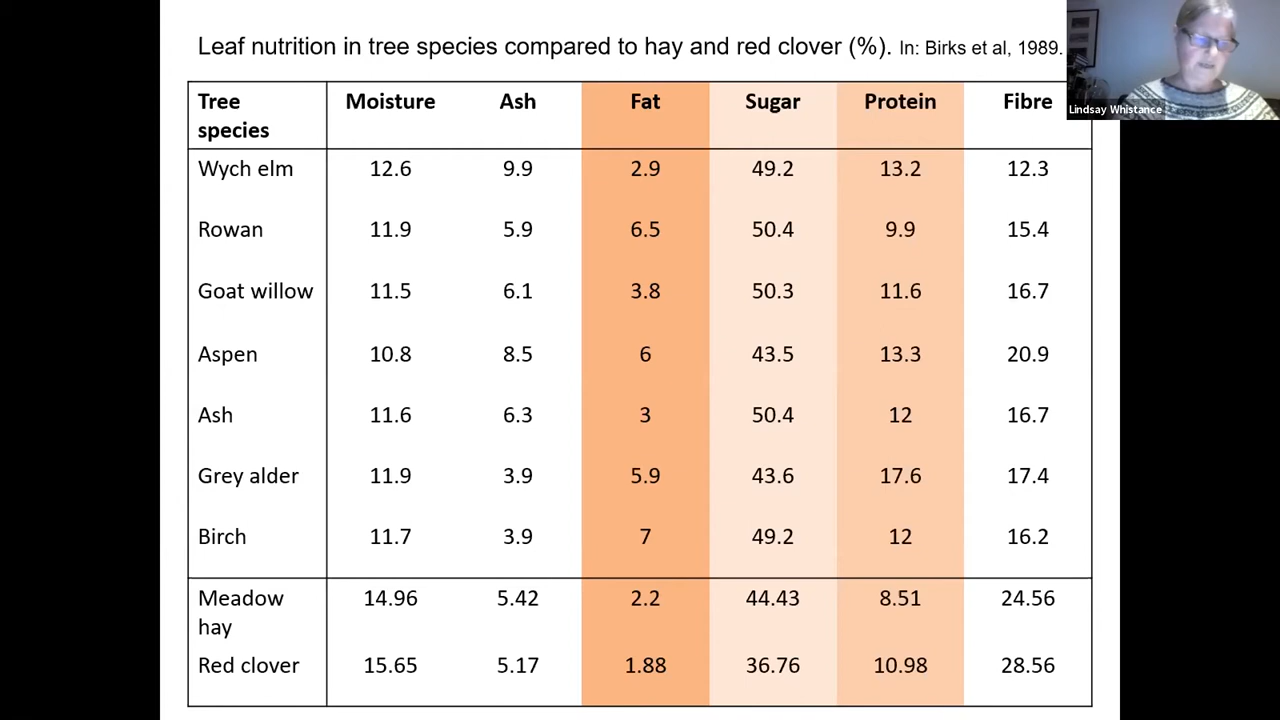 Leaf nutrition in tree species compared to hay and red clover (%). In: Birks et al, 1989.
Lindsay Whistance
Tree species Moisture Ash Fat Sugar Protein Fibre
Wych elm 12.6 9.9 2.9 49.2 13.2 12.3
Rowan 11.9 5.9 6.5 50.4 9.9 15.4
Goat willow 11.5 6.1 3.8 50.3 11.6 16.7
Aspen 10.8 8.5 6 43.5 13.3 20.9
Ash 11.6 6.3 3 50.4 12 16.7
Grey alder 11.9 3.9 5.9 43.6 17.6 17.4
Birch 11.7 3.9 7 49.2 12 16.2
Meadow hay 14.96 5.42 2.2 44.43 8.51 24.56
Red clover 15.65 5.17 1.88 36.76 10.98 28.56